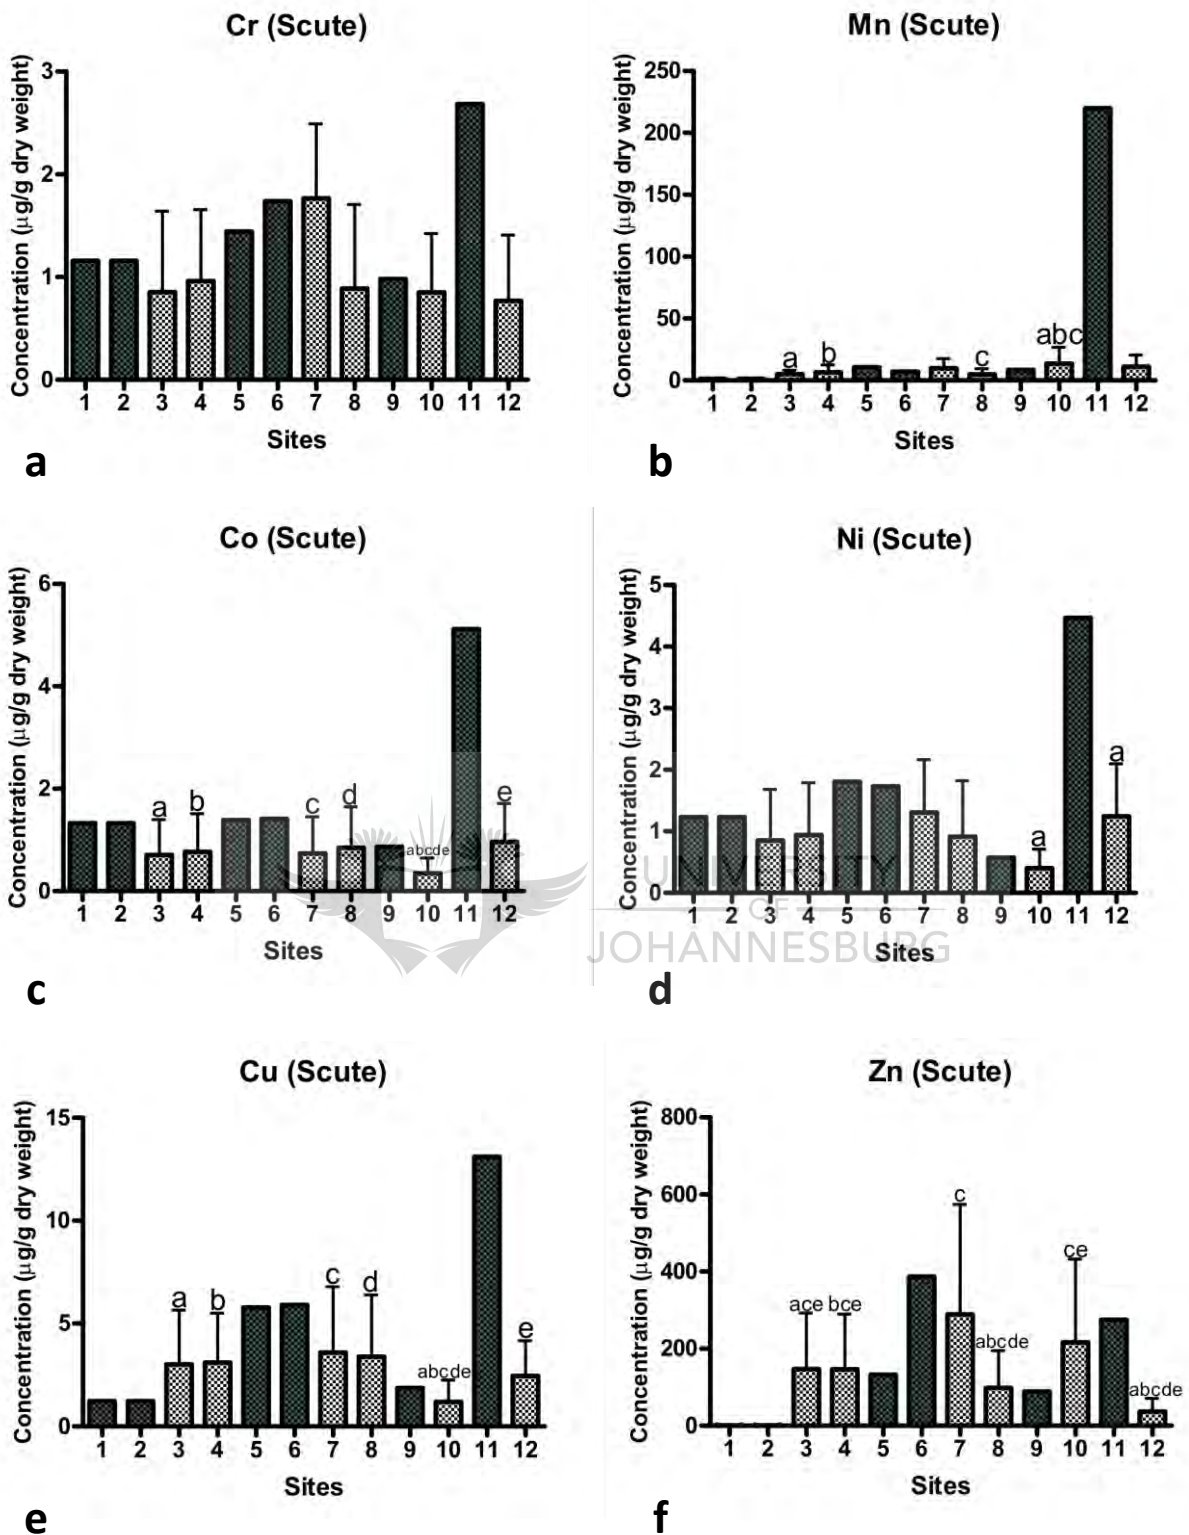 Cr (Scute)
Concentration (µg/g dry weight)
3
2
1
0
1 2 3 4 5 6 7 8 9 10 11 12
Sites
a
Mn (Scute)
Concentration (µg/g dry weight)
250
200
150
100
50
0
a b c abc
1 2 3 4 5 6 7 8 9 10 11 12
Sites
b
Co (Scute)
Concentration (µg/g dry weight)
6
4
2
0
a b c d abcde e
1 2 3 4 5 6 7 8 9 10 11 12
Sites
c
Ni (Scute)
Concentration (µg/g dry weight)
5
4
3
2
1
0
a a
1 2 3 4 5 6 7 8 9 10 11 12
Sites
d
UNIVERSITY
OF
JOHANNESBURG
Cu (Scute)
Concentration (µg/g dry weight)
15
10
5
0
a b c d abcde e
1 2 3 4 5 6 7 8 9 10 11 12
Sites
e
Zn (Scute)
Concentration (µg/g dry weight)
800
600
400
200
0
ace bce c abcde ce abcde
1 2 3 4 5 6 7 8 9 10 11 12
Sites
f